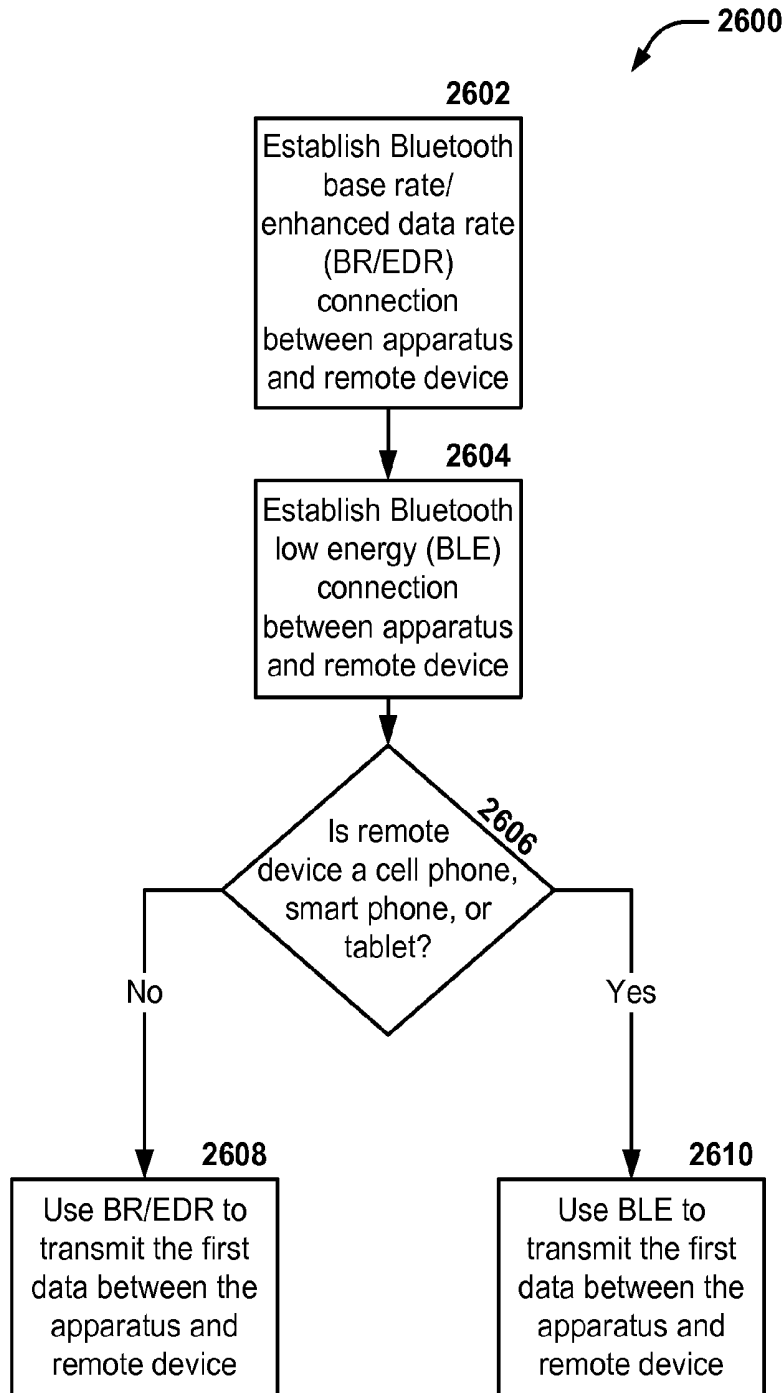 2600
2602
Establish Bluetooth
base rate/
enhanced data rate
(BR/EDR)
connection
between apparatus
and remote device
2604
Establish Bluetooth
low energy (BLE)
connection
between apparatus
and remote device
2606
Is remote
device a cell phone,
smart phone, or
tablet?
No
Yes
2608
Use BR/EDR to
transmit the first
data between the
apparatus and
remote device
2610
Use BLE to
transmit the first
data between the
apparatus and
remote device